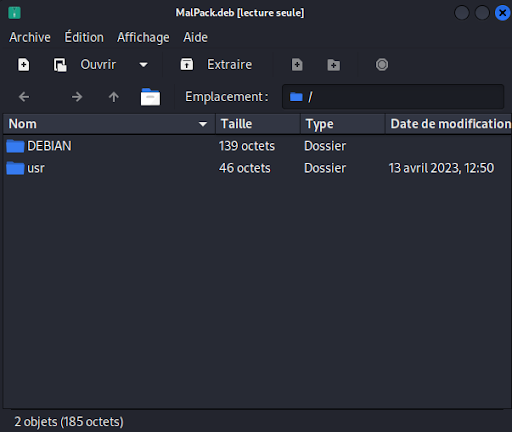 MalPack.deb [lecture seule]
Archive Édition Affichage Aide
Ouvrir Extraire
Emplacement : /
Nom Taille Type Date de modification
DEBIAN 139 octets Dossier
usr 46 octets Dossier 13 avril 2023, 12:50
2 objets (185 octets)